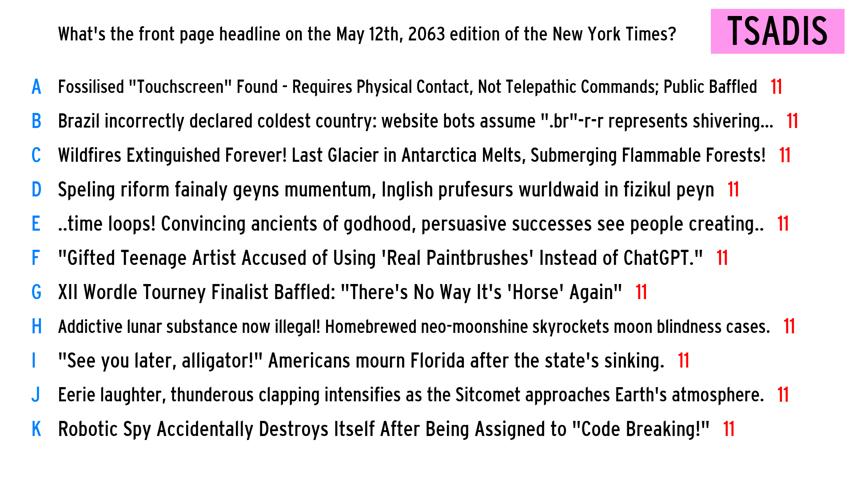 What's the front page headline on the May 12th, 2063 edition of the New York Times?
TSADIS
A Fossilised "Touchscreen" Found - Requires Physical Contact, Not Telepathic Commands; Public Baffled 11
B Brazil incorrectly declared coldest country: website bots assume ".br"-r-r represents shivering... 11
C Wildfires Extinguished Forever! Last Glacier in Antarctica Melts, Submerging Flammable Forests! 11
D Speling riform fainaly geyns mumentum, Inglish prufesurs wurldwaid in fizikul peyn 11
E ..time loops! Convincing ancients of godhood, persuasive successes see people creating.. 11
F "Gifted Teenage Artist Accused of Using 'Real Paintbrushes' Instead of ChatGPT." 11
G XII Wordle Tourney Finalist Baffled: "There's No Way It's 'Horse' Again" 11
H Addictive lunar substance now illegal! Homebrewed neo-moonshine skyrockets moon blindness cases. 11
I "See you later, alligator!" Americans mourn Florida after the state's sinking. 11
J Eerie laughter, thunderous clapping intensifies as the Sitcomet approaches Earth's atmosphere. 11
K Robotic Spy Accidentally Destroys Itself After Being Assigned to "Code Breaking!" 11